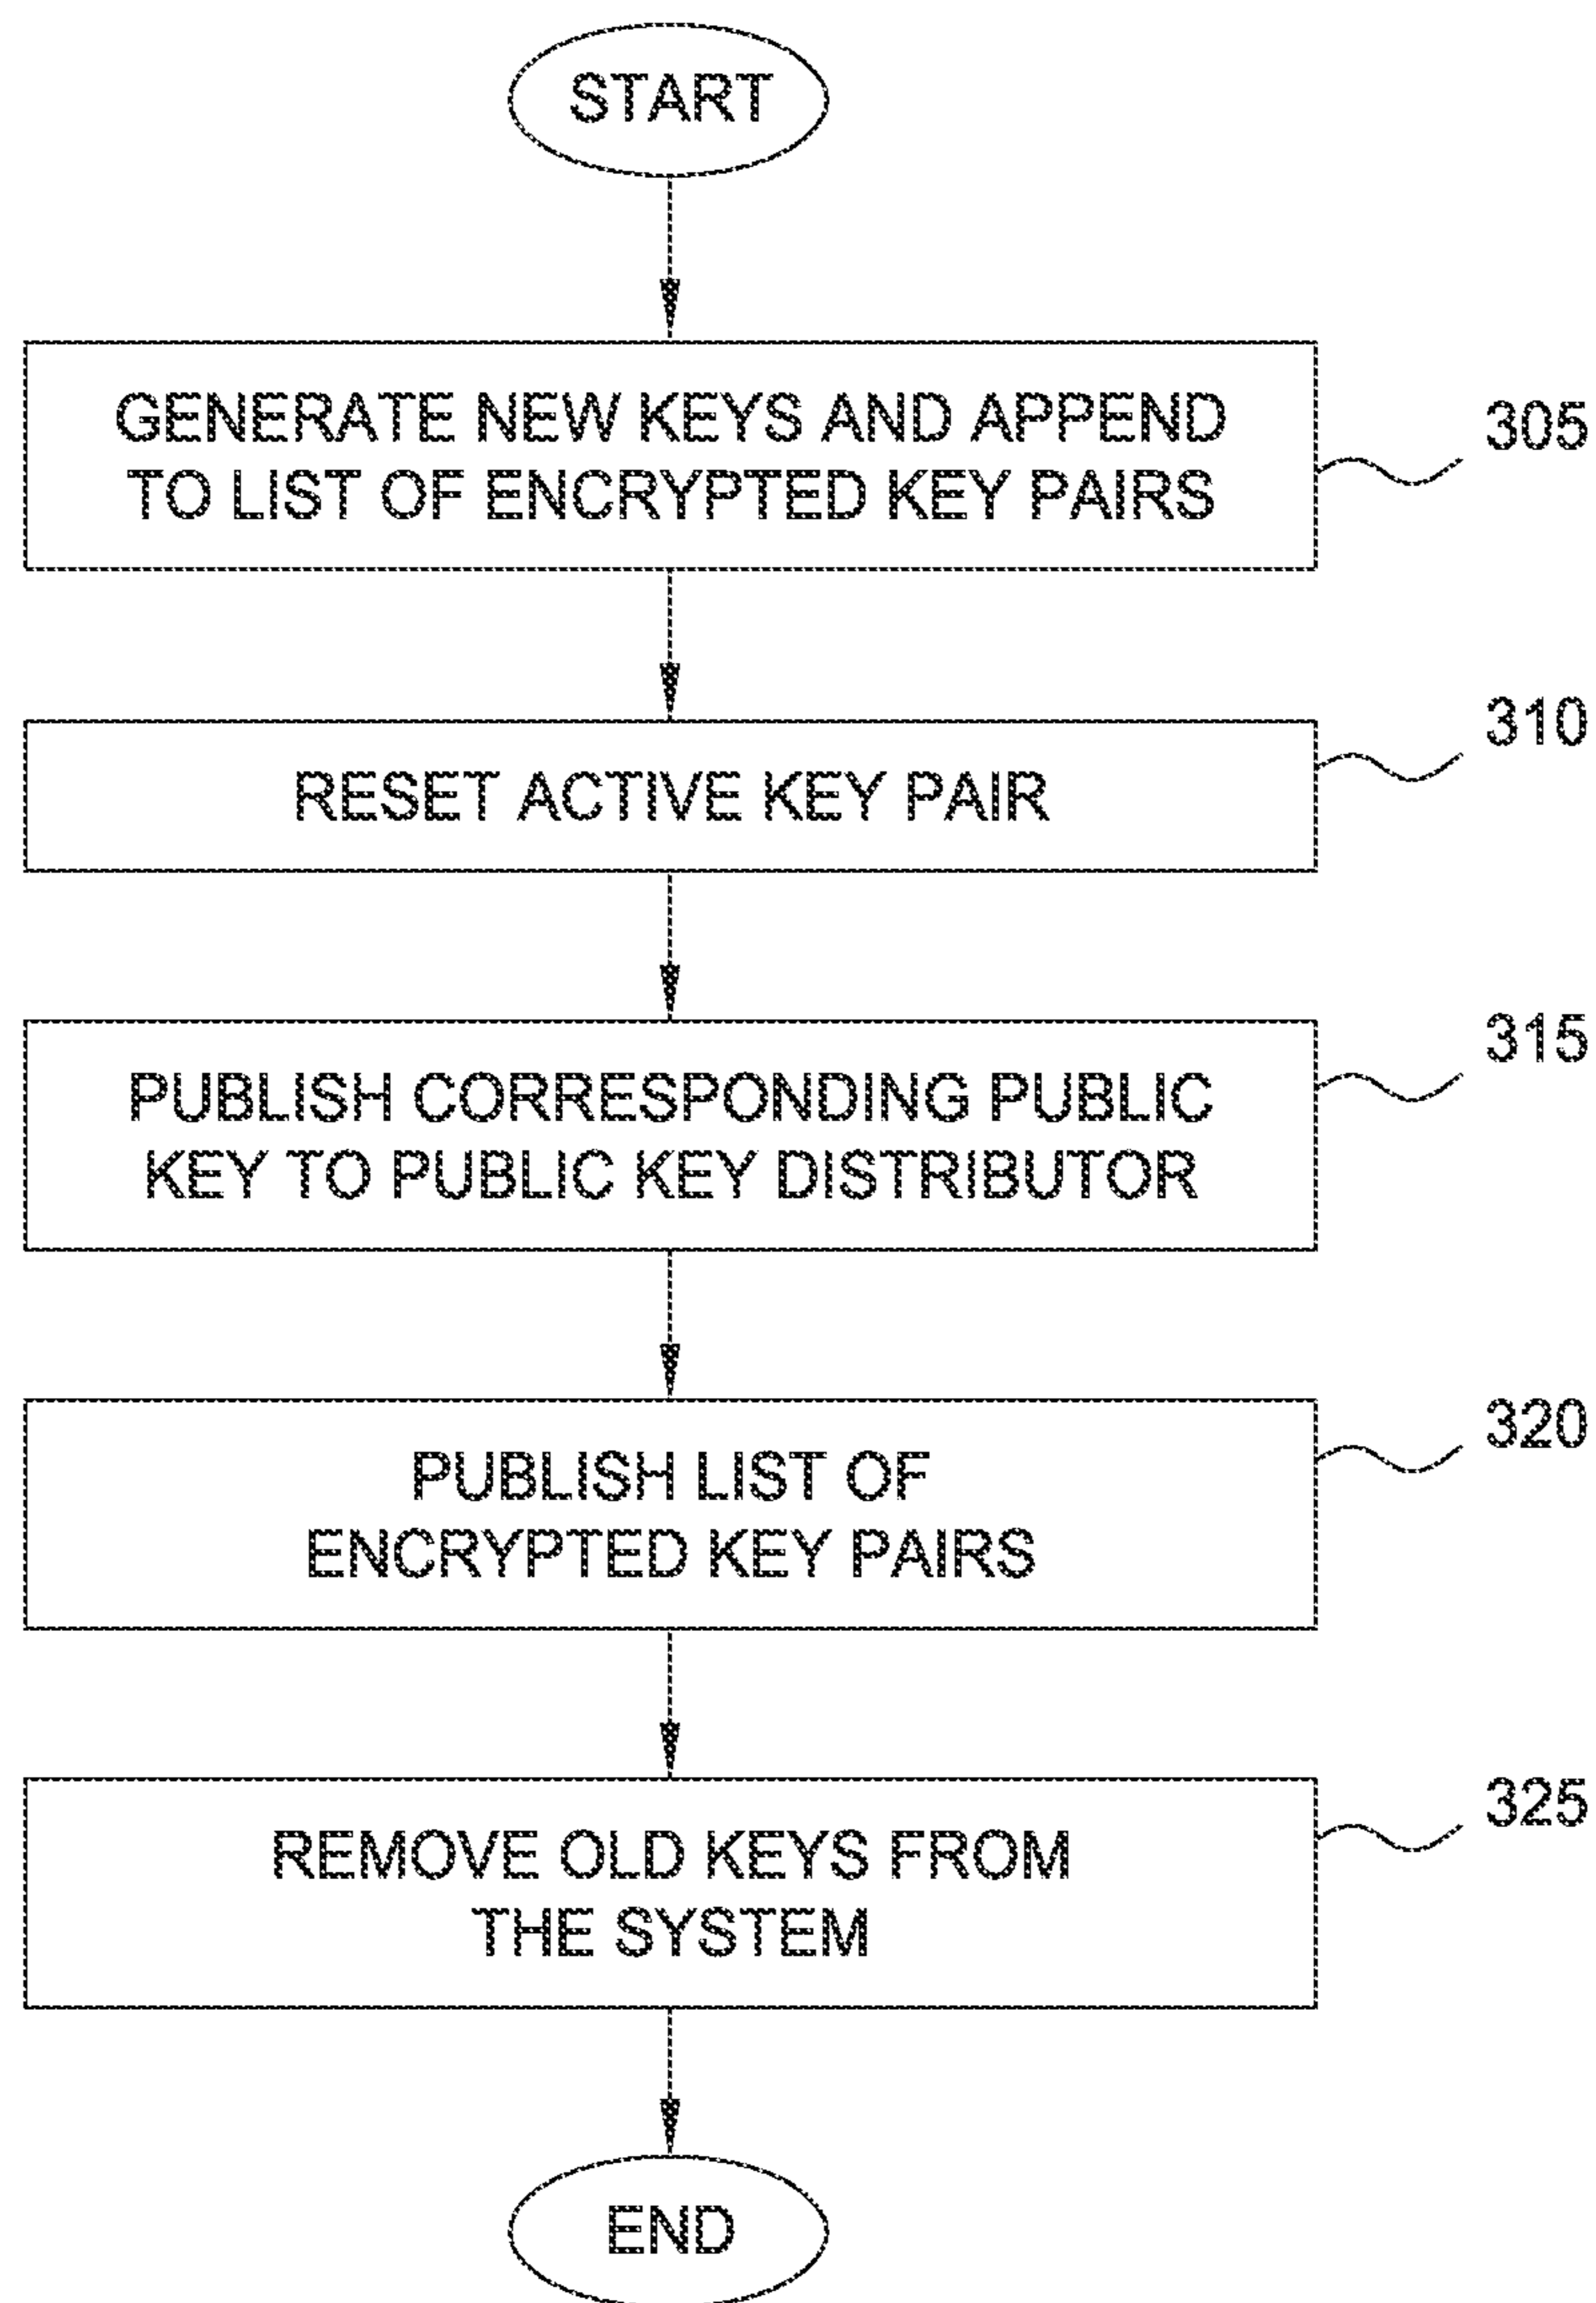 START
GENERATE NEW KEYS AND APPEND
TO LIST OF ENCRYPTED KEY PAIRS
305
RESET ACTIVE KEY PAIR
310
PUBLISH CORRESPONDING PUBLIC
KEY TO PUBLIC KEY DISTRIBUTOR
315
PUBLISH LIST OF
ENCRYPTED KEY PAIRS
320
REMOVE OLD KEYS FROM
THE SYSTEM
325
END